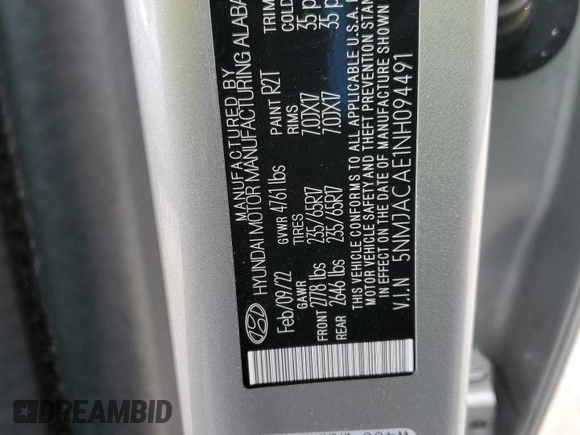 MANUFACTURED BY
HYUNDAI MOTOR MANUFACTURING ALABA
Feb/09/22 GVWR 4761 lbs PAINT R2T TRIM
GAWR TIRES RIMS COLD
FRONT 2778 lbs 235/65R17 7.0JX17 35 p
REAR 2646 lbs 235/65R17 7.0JX17 35 p
THIS VEHICLE CONFORMS TO ALL APPLICABLE U.S.A.
MOTOR VEHICLE SAFETY AND THEFT PREVENTION STAN
IN EFFECT ON THE DATE OF MANUFACTURE SHOWN
V.I.N 5NMJACAE1NH094491
DREAMBID